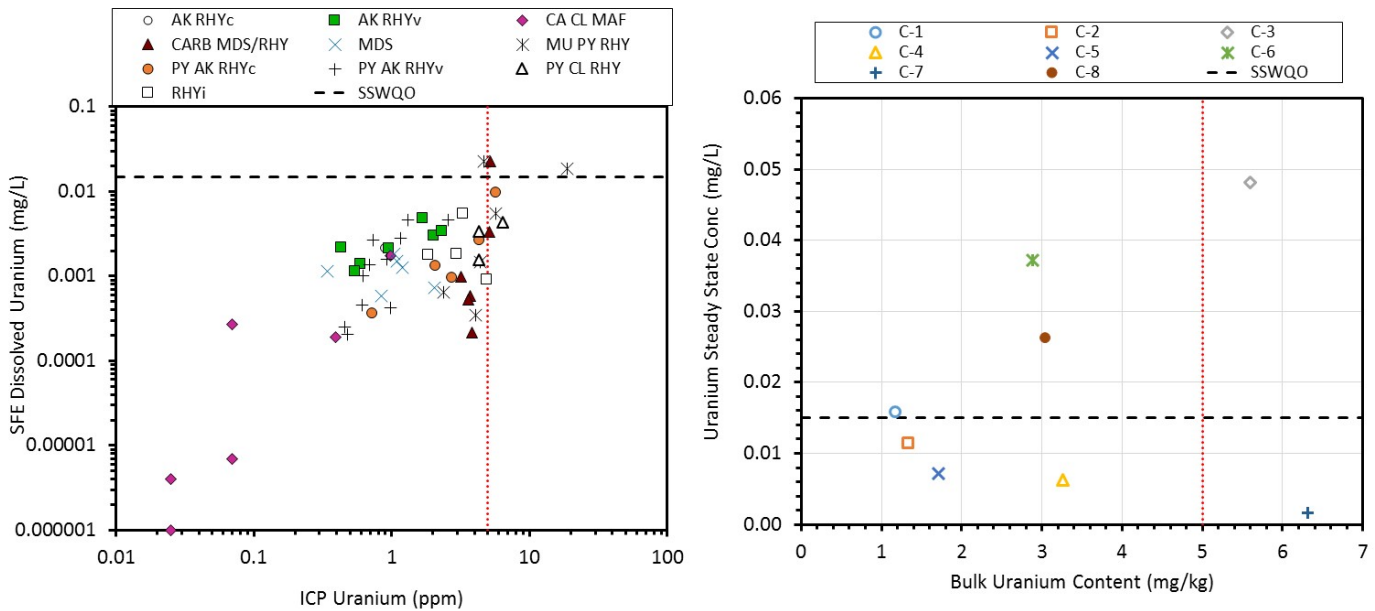 AK RHYc AK RHYv CA CL MAF
CARB MDS/RHY MDS MU PY RHY
PY AK RHYc PY AK RHYv PY CL RHY
RHYi SSWQO
0.1
0.01
0.001
0.0001
0.00001
0.000001
SFE Dissolved Uranium (mg/L)
0.01 0.1 1 10 100
ICP Uranium (ppm)
C-1 C-2 C-3
C-4 C-5 C-6
C-7 C-8 SSWQO
0.06
0.05
0.04
0.03
0.02
0.01
0.00
Uranium Steady State Conc (mg/L)
0 1 2 3 4 5 6 7
Bulk Uranium Content (mg/kg)